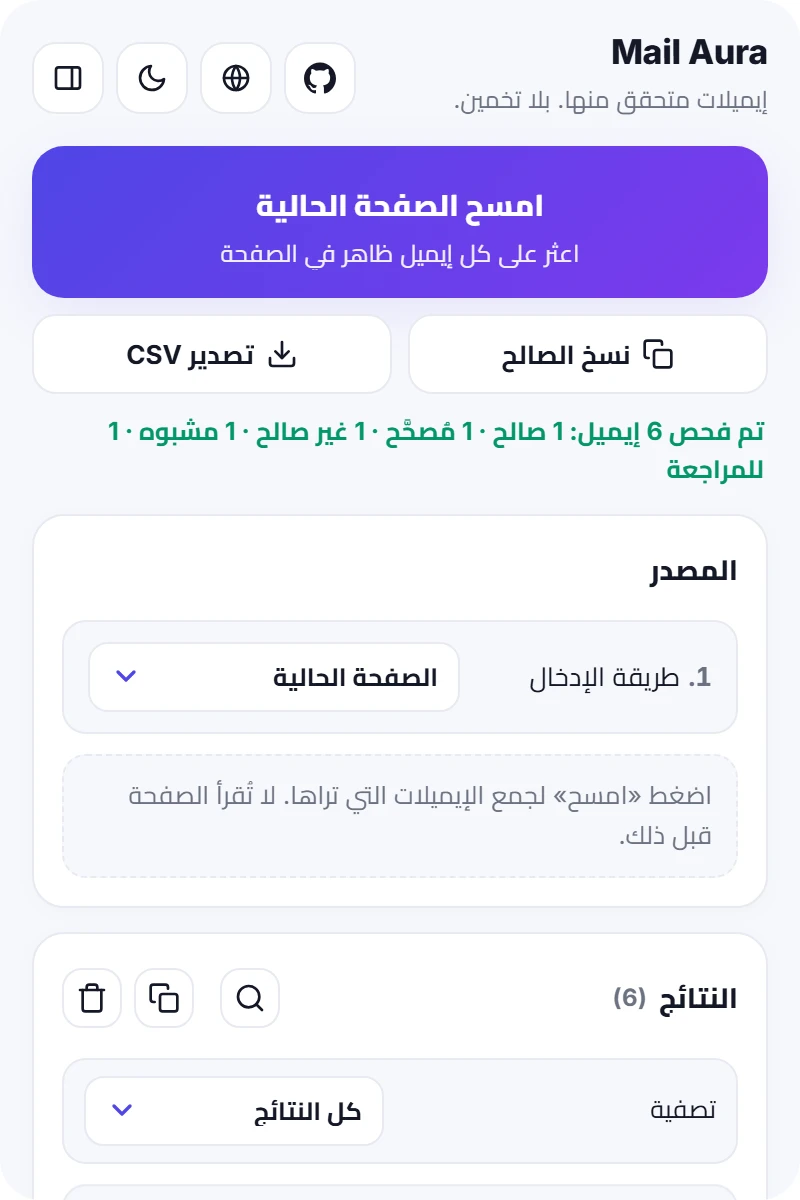 Mail Aura
إيميلات متحقق منها. بلا تخمين.
امسح الصفحة الحالية
اعثر على كل إيميل ظاهر في الصفحة
نسخ الصالح
تصدير CSV
تم فحص 6 إيميل: 1 صالح · 1 مُصحَّح · 1 غير صالح · 1 مشبوه · 1
للمراجعة
المصدر
1. طريقة الإدخال
الصفحة الحالية
اضغط «امسح» لجمع الإيميلات التي تراها. لا تُقرأ الصفحة
قبل ذلك.
النتائج (6)
تصفية
كل النتائج